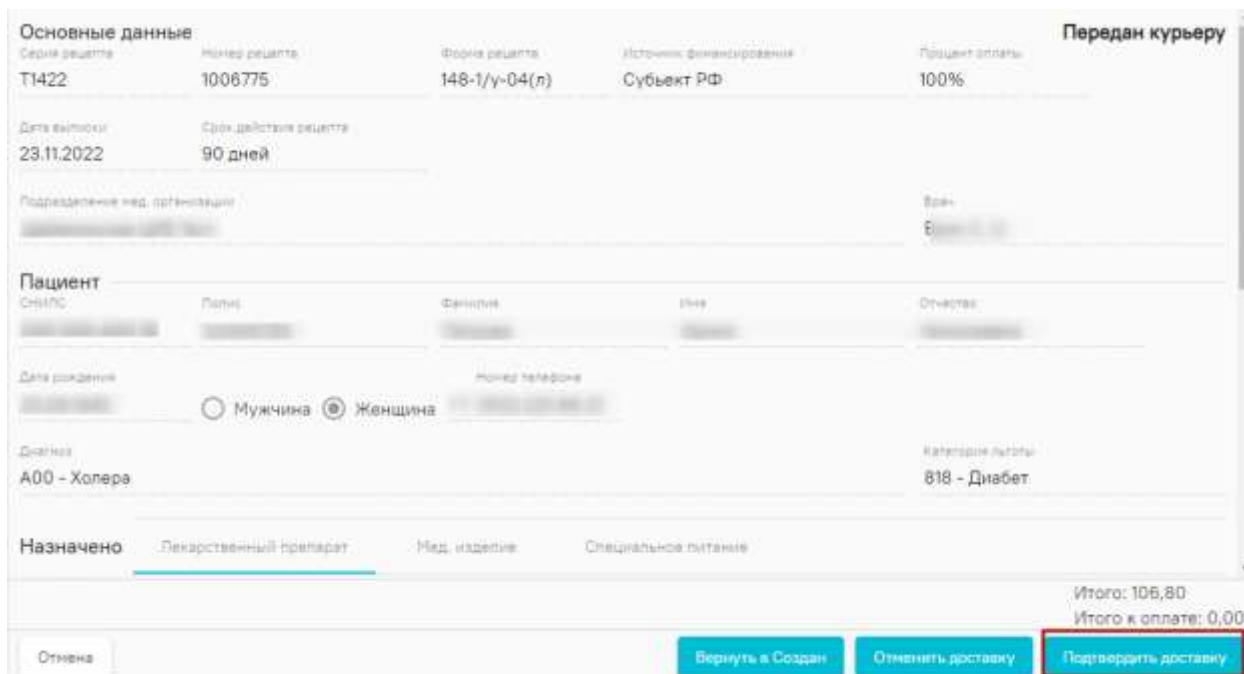 Основные данные
Передан курьеру
Серия рецепта Номер рецепта Форма рецепта Источник финансирования Процент оплаты
Т1422 1006775 148-1/у-04(л) Субъект РФ 100%
Дата выписки Срок действия рецепта
23.11.2022 90 дней
Подразделение мед. организации Врач
Пациент
СНИЛС Полис Фамилия Имя Отчество
Дата рождения Номер телефона
Мужчина Женщина
Диагноз Категория льготы
A00 - Холера 818 - Диабет
Назначено Лекарственный препарат Мед. изделие Специальное питание
Итого: 106,80
Итого к оплате: 0,00
Отмена Вернуть в Создан Отменить доставку Подтвердить доставку